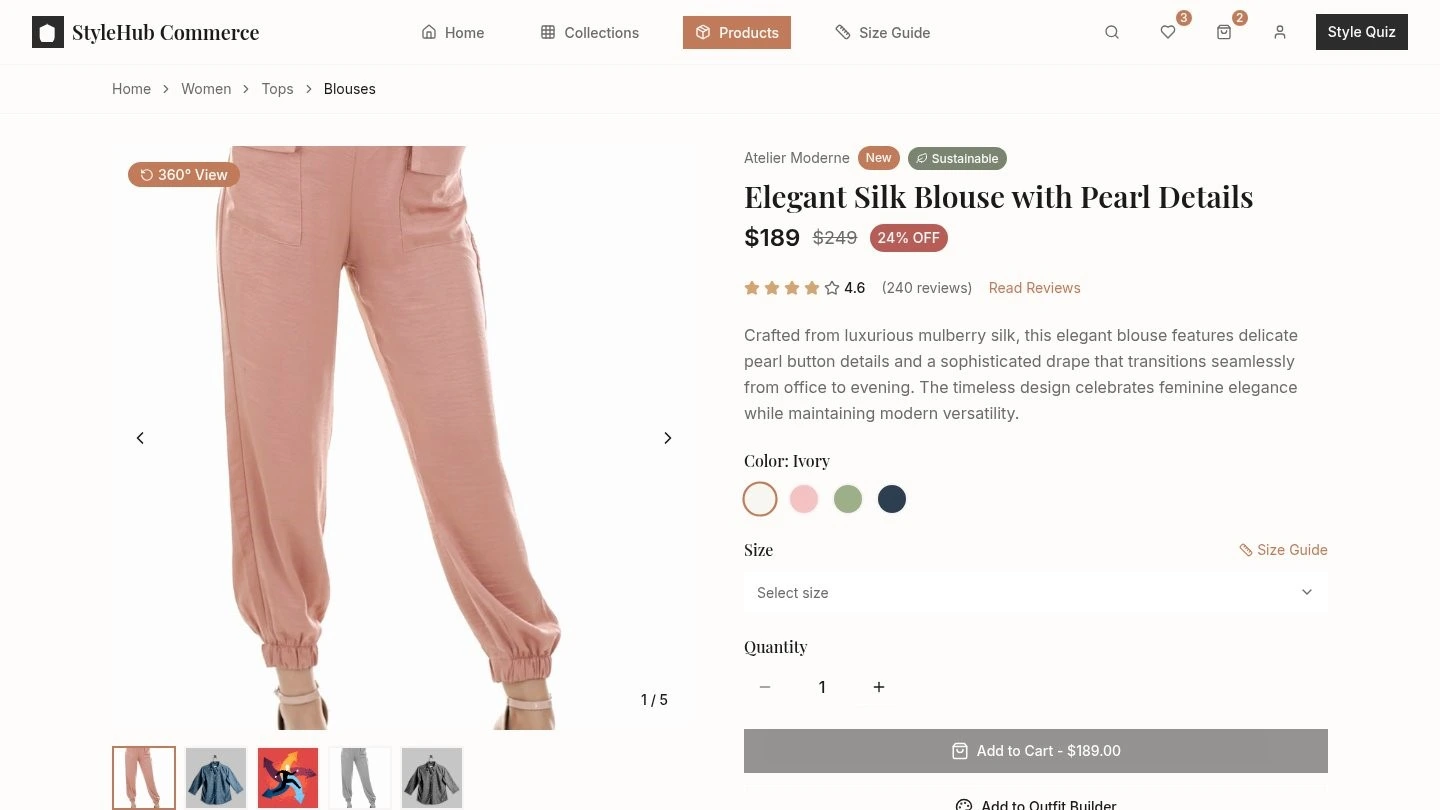 StyleHub Commerce
Home
Collections
Products
Size Guide
3
2
Style Quiz
Home
Women
Tops
Blouses
360° View
1 / 5
Atelier Moderne
New
Sustainable
Elegant Silk Blouse with Pearl Details
$189
$249
24% OFF
4.6
(240 reviews)
Read Reviews
Crafted from luxurious mulberry silk, this elegant blouse features delicate
pearl button details and a sophisticated drape that transitions seamlessly
from office to evening. The timeless design celebrates feminine elegance
while maintaining modern versatility.
Color: Ivory
Size
Size Guide
Select size
Quantity
1
Add to Cart - $189.00
Add to Outfit Builder